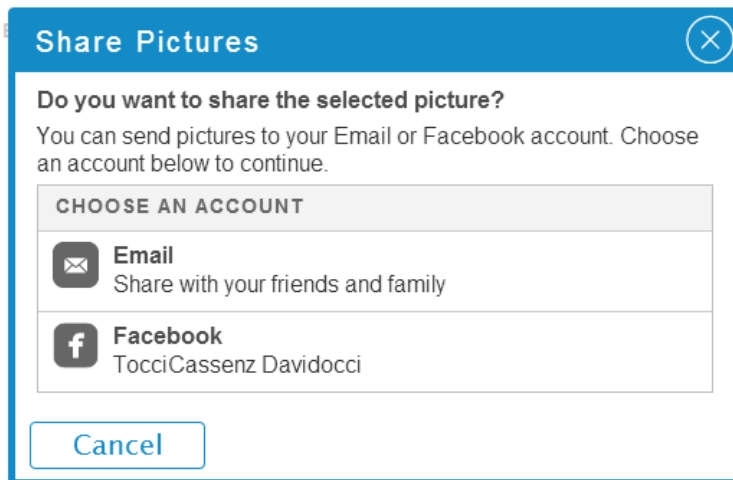 Share Pictures
Do you want to share the selected picture?
You can send pictures to your Email or Facebook account. Choose
an account below to continue.
CHOOSE AN ACCOUNT
Email
Share with your friends and family
Facebook
TocciCassenz Davidocci
Cancel